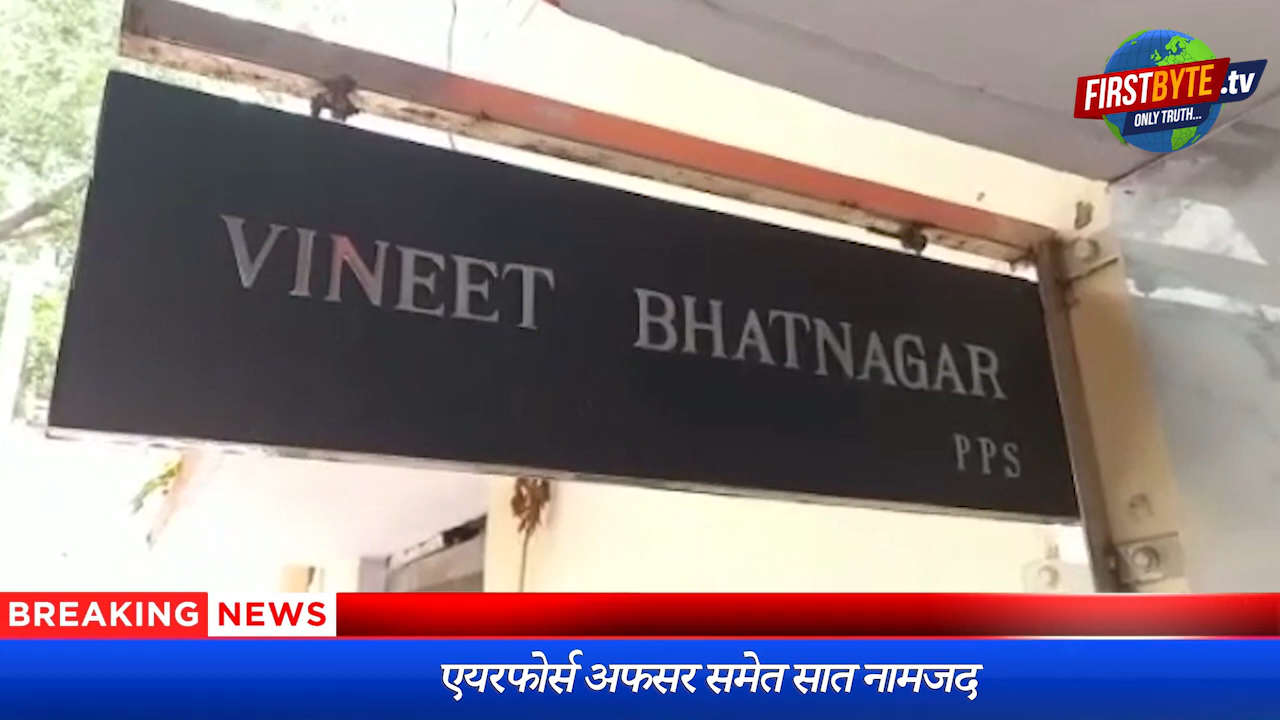 FIRSTBYTE.tv
ONLY TRUTH...
VINEET BHATNAGAR
PPS
BREAKING NEWS
एयरफोर्स अफसर समेत सात नामजद